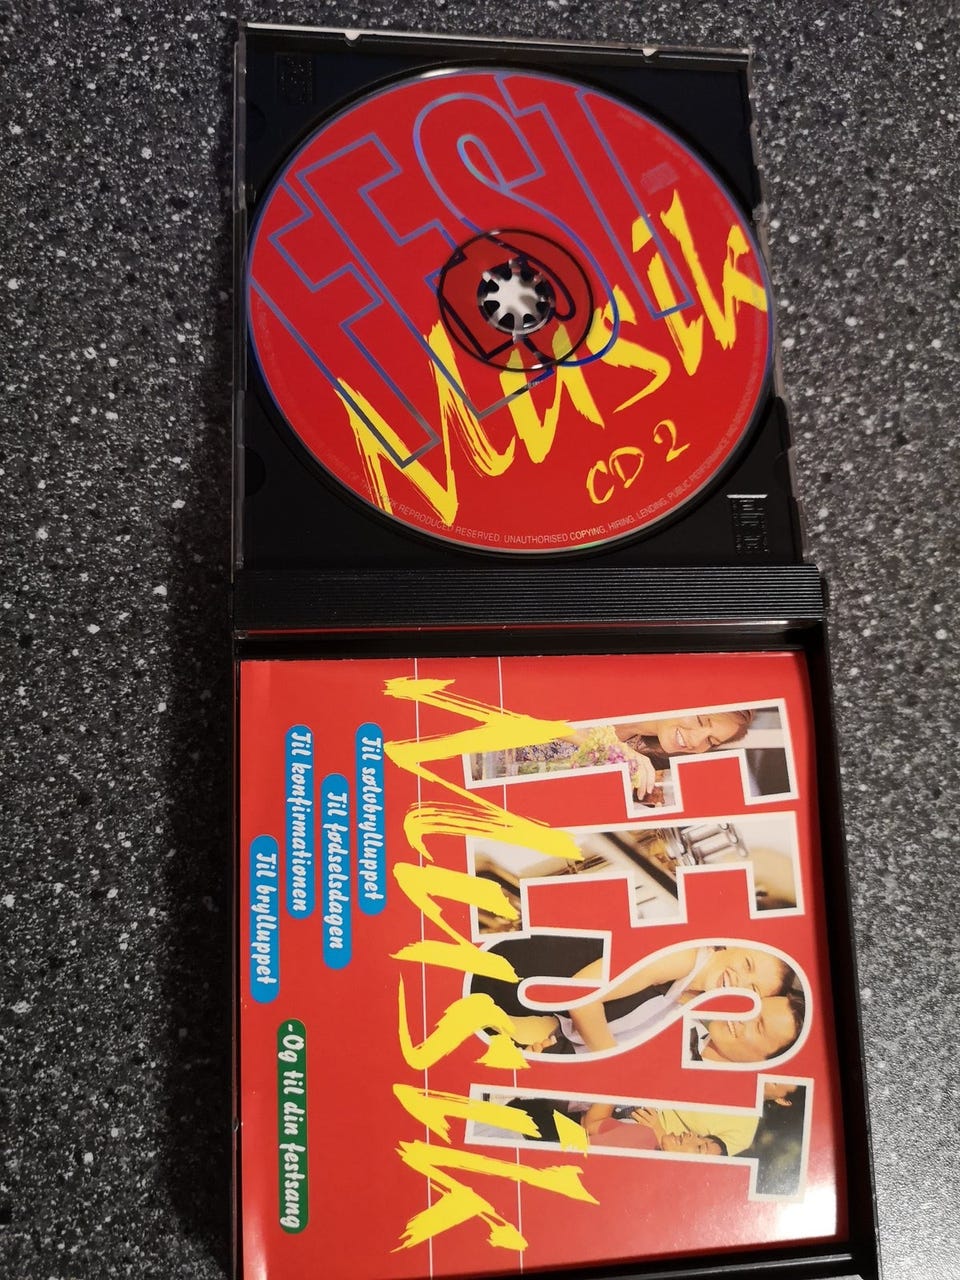 FEST
Musik
CD 2
REPRODUCED RESERVED. UNAUTHORISED COPYING, HIRING, LENDING, PUBLIC PERFORMANCE
FEST
Musik
Til sølvbrylluppet
Til fødselsdagen
Til konfirmationen
Til brylluppet
-Og til din festsang